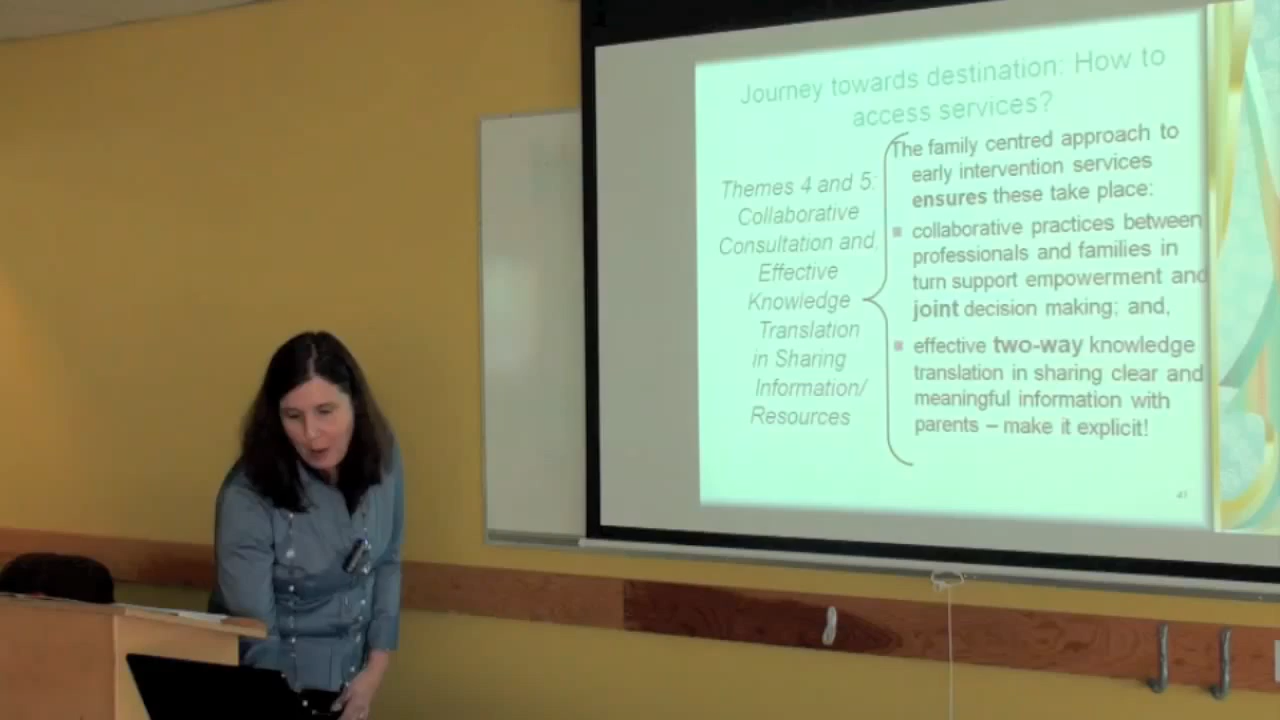 Journey towards destination: How to
access services?
Themes 4 and 5:
Collaborative
Consultation and
Effective
Knowledge
Translation
in Sharing
Information/
Resources
The family centred approach to
early intervention services
ensures these take place:
collaborative practices between
professionals and families in
turn support empowerment and
joint decision making; and,
effective two-way knowledge
translation in sharing clear and
meaningful information with
parents – make it explicit!